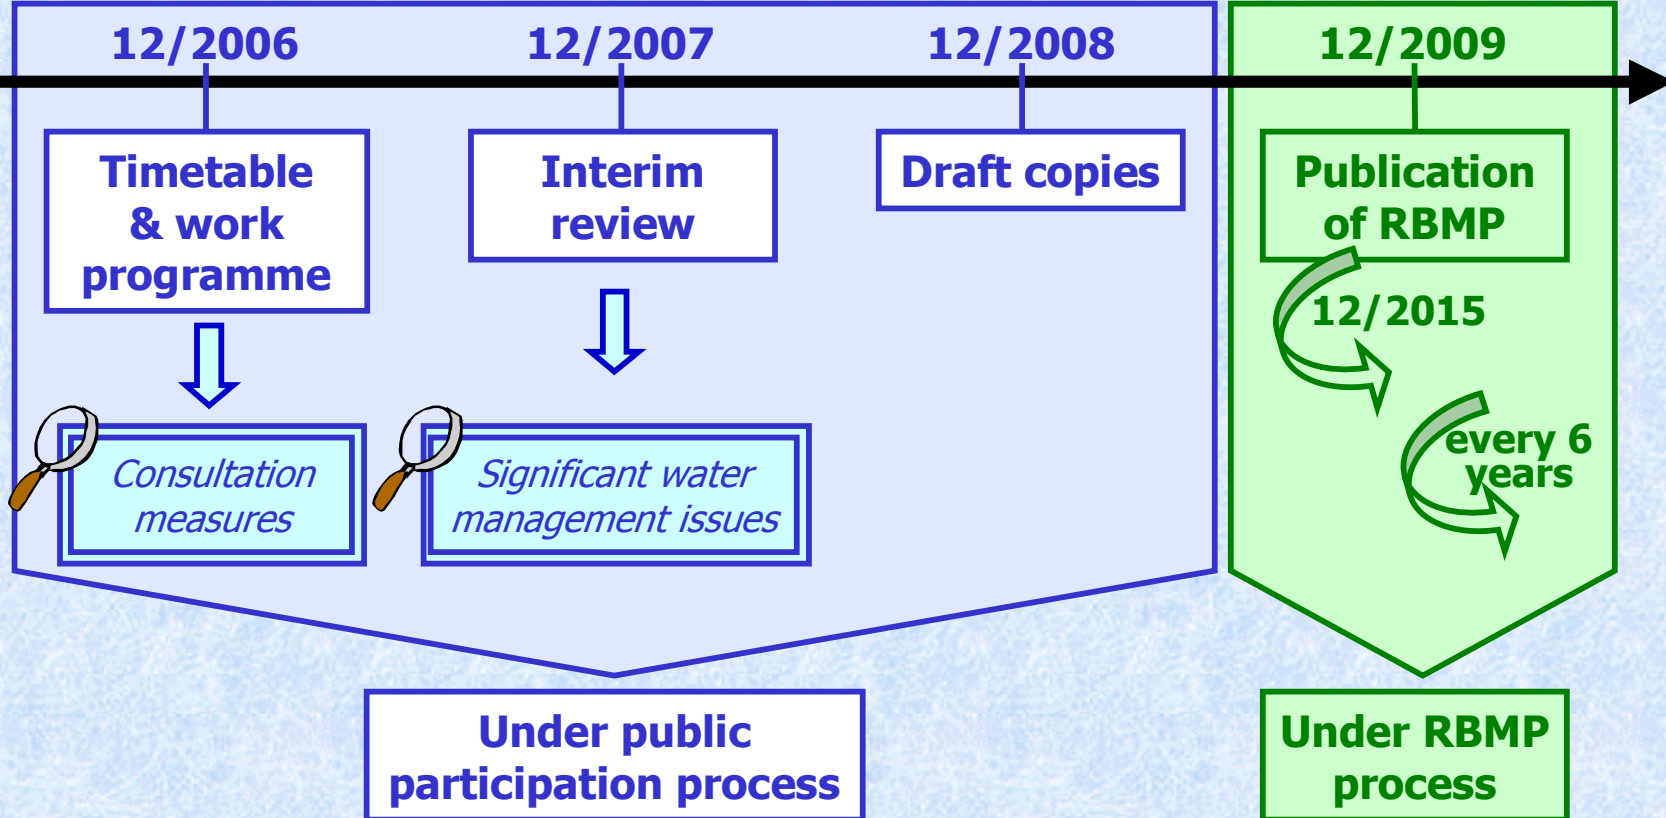 12/2006
12/2007
12/2008
12/2009
Timetable
& work
programme
Interim
review
Draft copies
Publication
of RBMP
12/2015
every 6
years
Consultation
measures
Significant water
management issues
Under public
participation process
Under RBMP
process